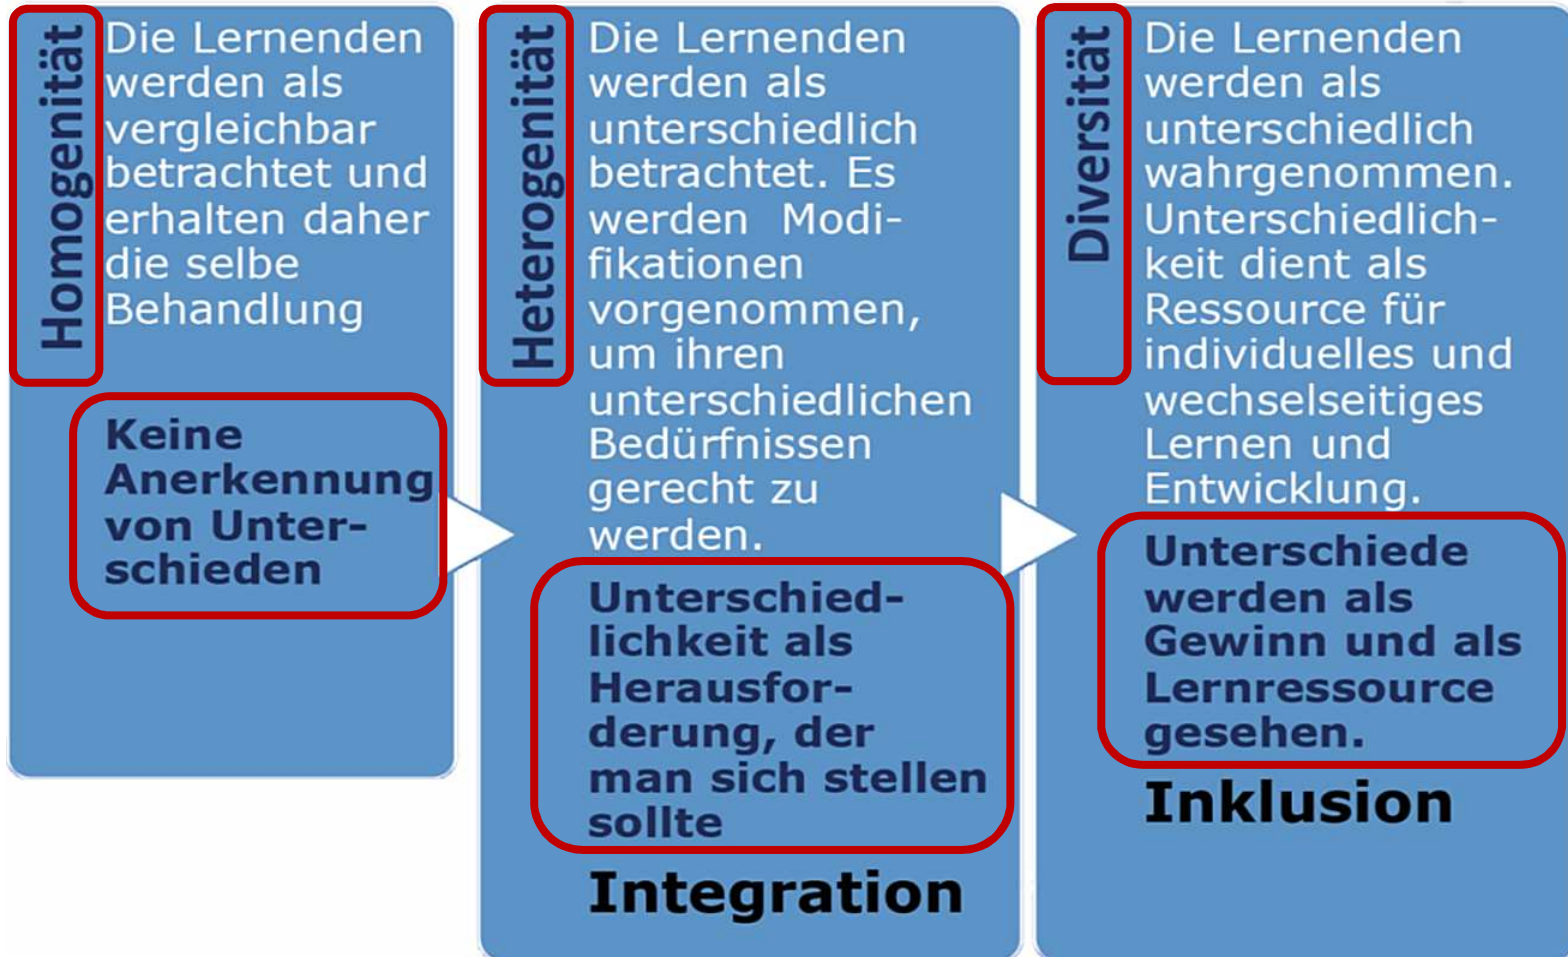 Homogenität
Die Lernenden
werden als
vergleichbar
betrachtet und
erhalten daher
die selbe
Behandlung
Keine
Anerkennung
von Unter-
schieden
Heterogenität
Die Lernenden
werden als
unterschiedlich
betrachtet. Es
werden  Modi-
fikationen
vorgenommen,
um ihren
unterschiedlichen
Bedürfnissen
gerecht zu
werden.
Unterschied-
lichkeit als
Herausfor-
derung, der
man sich stellen
sollte
Integration
Diversität
Die Lernenden
werden als
unterschiedlich
wahrgenommen.
Unterschiedlich-
keit dient als
Ressource für
individuelles und
wechselseitiges
Lernen und
Entwicklung.
Unterschiede
werden als
Gewinn und als
Lernressource
gesehen.
Inklusion